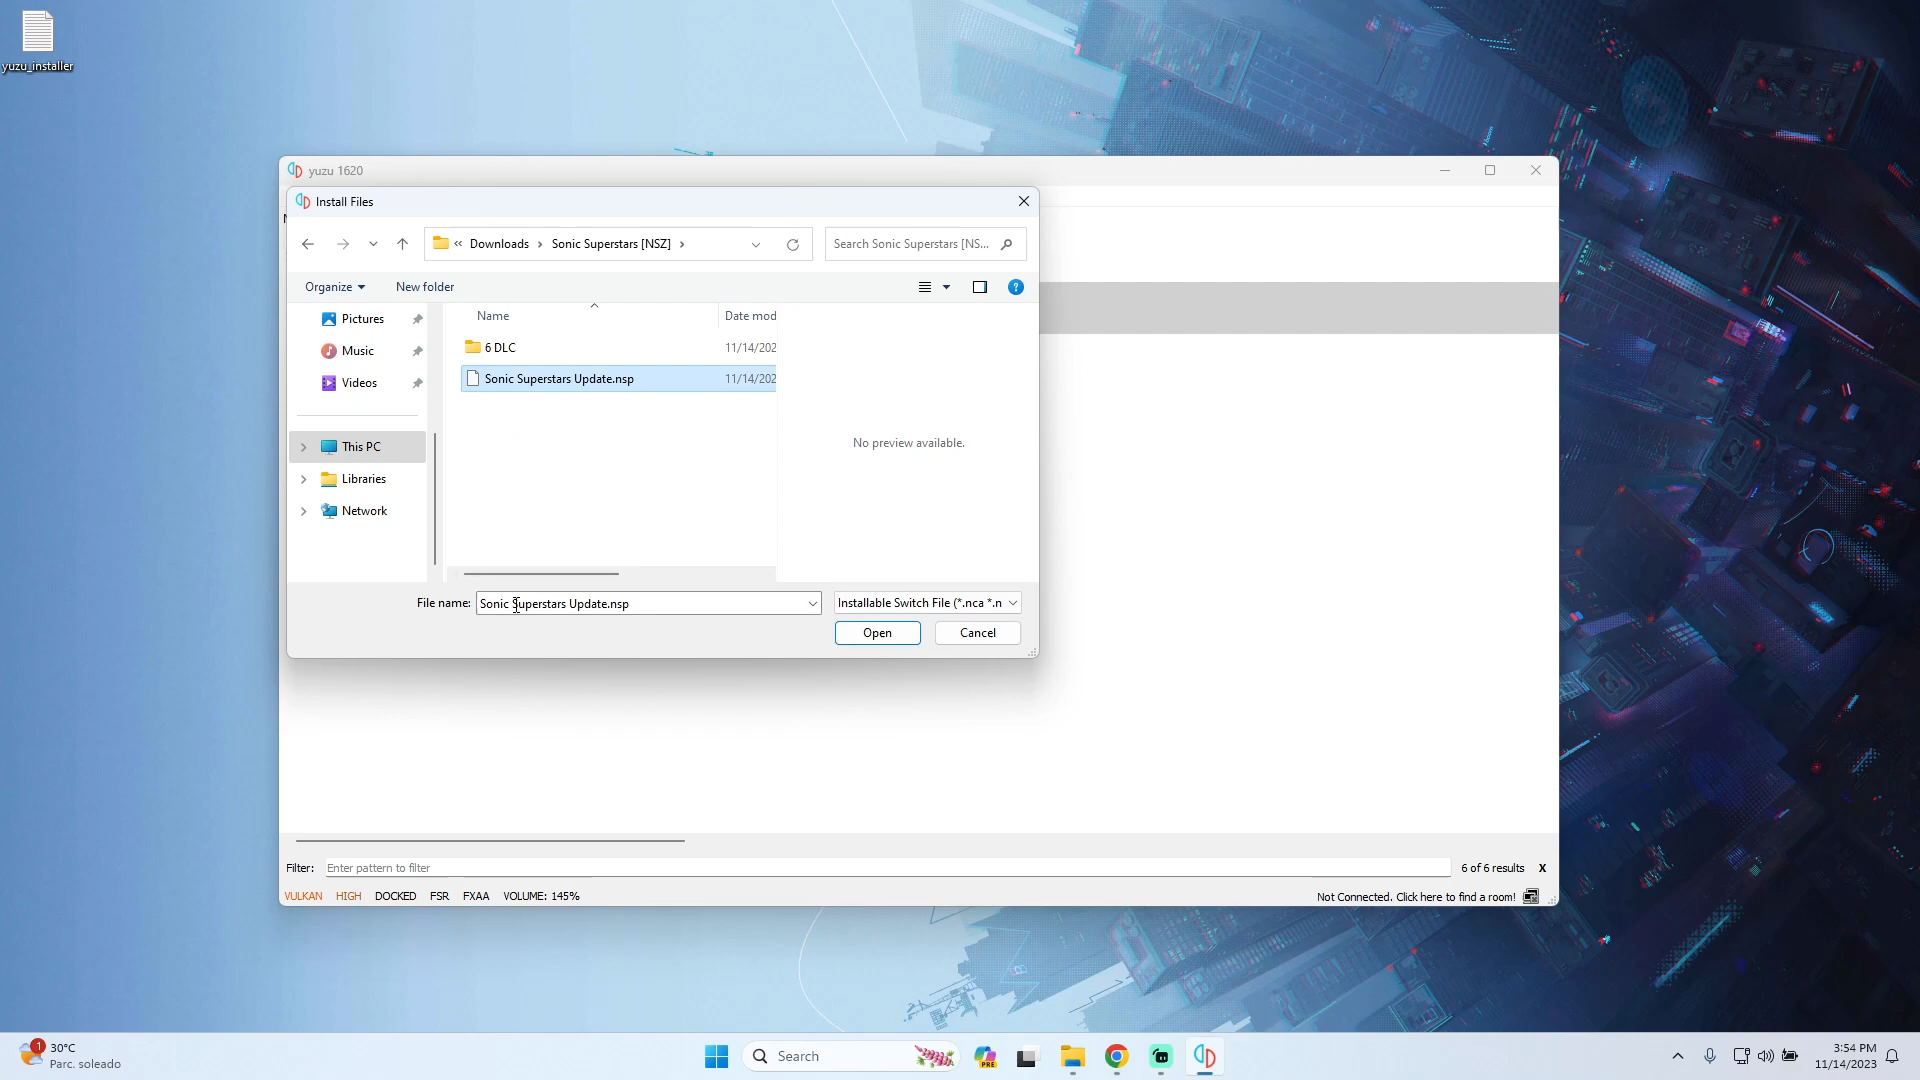 yuzu_installer
yuzu 1620
Install Files
« Downloads › Sonic Superstars [NSZ] ›
Search Sonic Superstars [NS...
Organize
New folder
Name
Date mod
Pictures
Music
Videos
This PC
Libraries
Network
6 DLC
11/14/202
Sonic Superstars Update.nsp
11/14/202
No preview available.
File name:
Sonic Superstars Update.nsp
Installable Switch File (*.nca *.n
Open
Cancel
Filter:
Enter pattern to filter
6 of 6 results
X
VULKAN
HIGH
DOCKED
FSR
FXAA
VOLUME: 145%
Not Connected. Click here to find a room!
1
30°C
Parc. soleado
Search
PRE
3:54 PM
11/14/2023